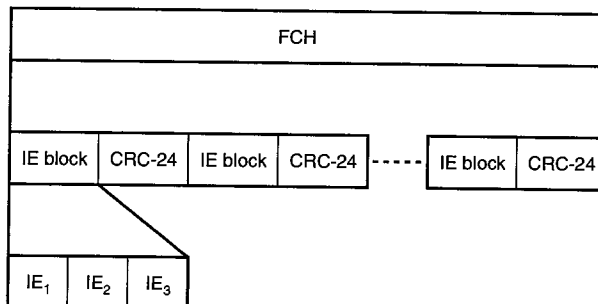 FCH
IE block CRC-24 IE block CRC-24 IE block CRC-24
IE₁ IE₂ IE₃